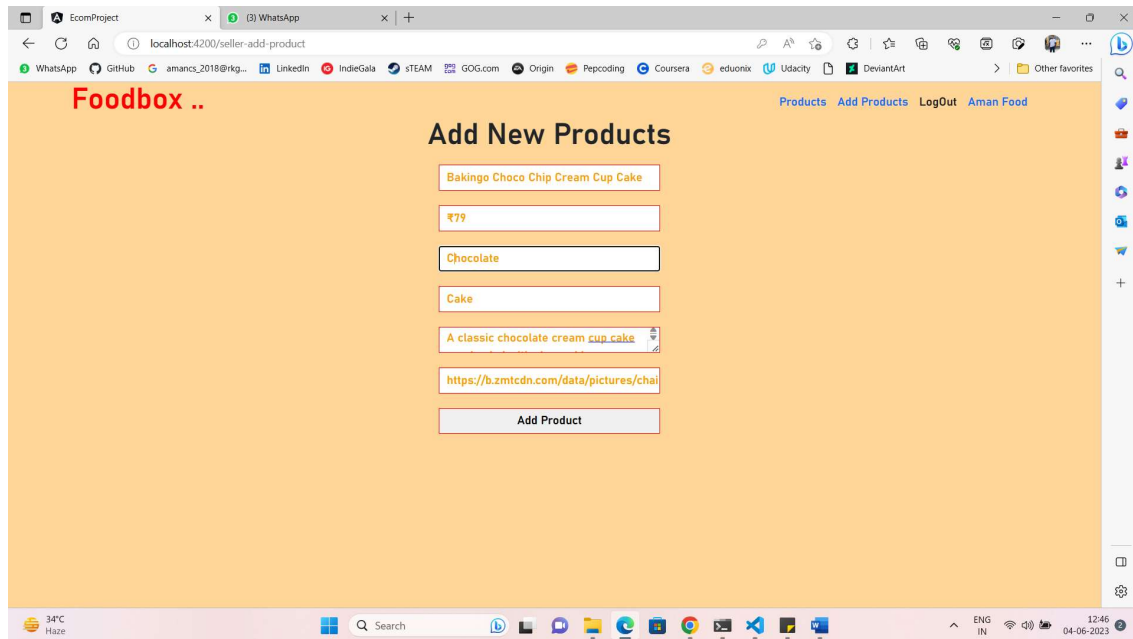 EcomProject
(3) WhatsApp
localhost:4200/seller-add-product
WhatsApp GitHub amancs_2018@rkg... LinkedIn IndieGala sTEAM GOG.com Origin Pepcoding Coursera eduonix Udacity DeviantArt Other favorites
Foodbox ..
Products Add Products LogOut Aman Food
Add New Products
Bakingo Choco Chip Cream Cup Cake
₹79
Chocolate
Cake
A classic chocolate cream cup cake
https://b.zmtcdn.com/data/pictures/chai
Add Product
34°C
Haze
Search
ENG
IN
12:46
04-06-2023
2